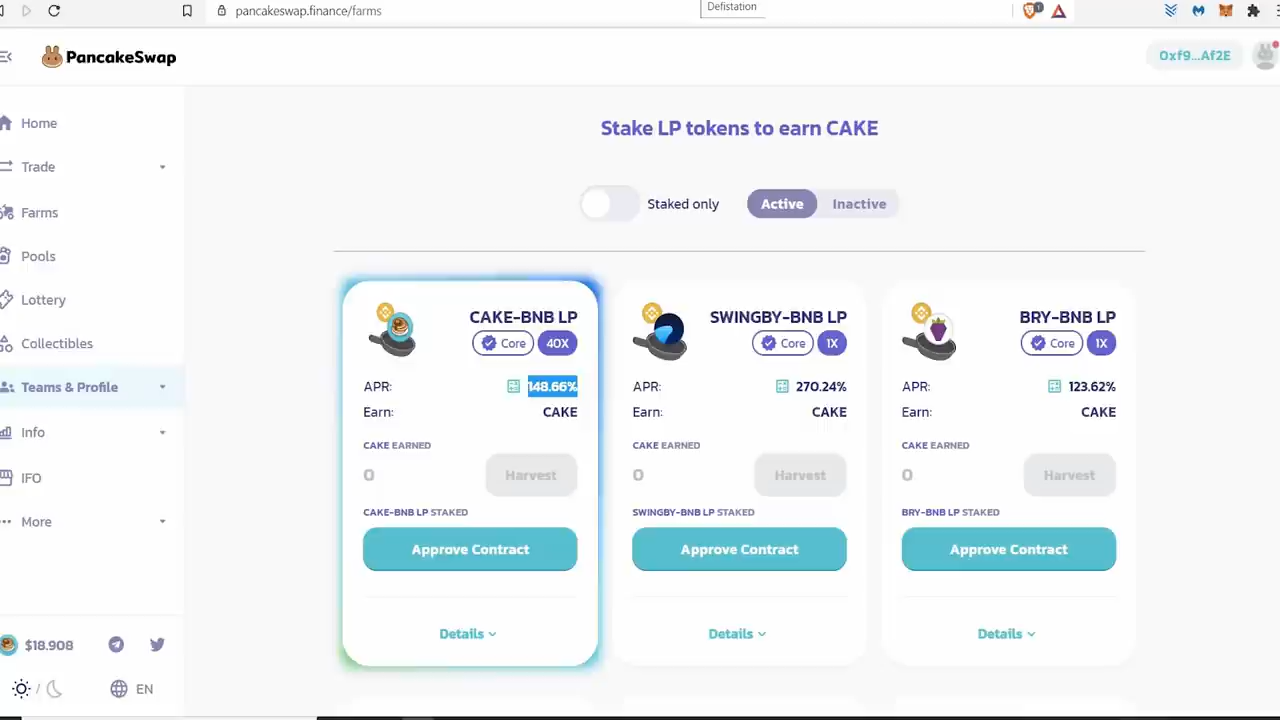 pancakeswap.finance/farms
Defistation
1
PancakeSwap
0xf9...Af2E
Home
Trade
Farms
Pools
Lottery
Collectibles
Teams & Profile
Info
IFO
More
$18.908
/
EN
Stake LP tokens to earn CAKE
Staked only
Active
Inactive
CAKE-BNB LP
Core
40X
APR:
148.66%
Earn:
CAKE
CAKE EARNED
0
Harvest
CAKE-BNB LP STAKED
Approve Contract
Details
SWINGBY-BNB LP
Core
1X
APR:
270.24%
Earn:
CAKE
CAKE EARNED
0
Harvest
SWINGBY-BNB LP STAKED
Approve Contract
Details
BRY-BNB LP
Core
1X
APR:
123.62%
Earn:
CAKE
CAKE EARNED
0
Harvest
BRY-BNB LP STAKED
Approve Contract
Details